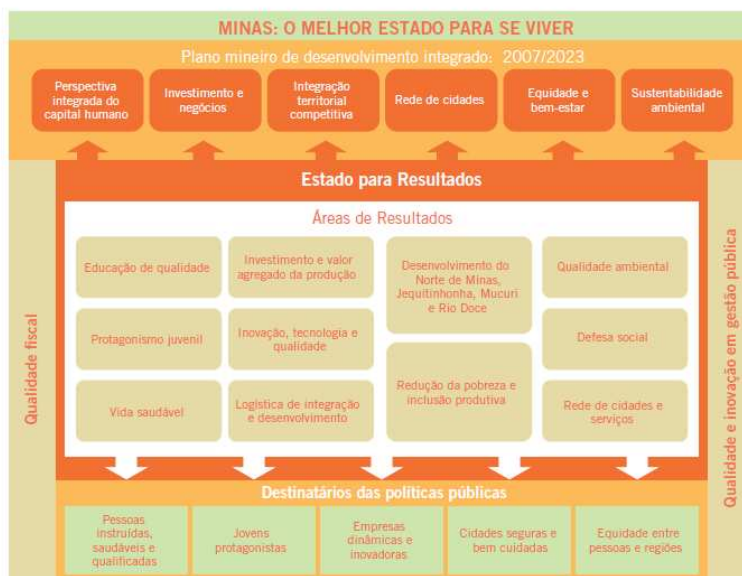 MINAS: O MELHOR ESTADO PARA SE VIVER
Plano mineiro de desenvolvimento integrado: 2007/2023
Perspectiva
integrada do
capital humano
Investimento e
negócios
Integração
territorial
competitiva
Rede de cidades
Equidade e
bem-estar
Sustentabilidade
ambiental
Estado para Resultados
Áreas de Resultados
Educação de qualidade
Investimento e valor
agregado da produção
Desenvolvimento do
Norte de Minas,
Jequitinhonha, Mucuri
e Rio Doce
Qualidade ambiental
Protagonismo juvenil
Inovação, tecnologia e
qualidade
Defesa social
Redução da pobreza e
inclusão produtiva
Vida saudável
Logística de integração
e desenvolvimento
Rede de cidades e
serviços
Qualidade fiscal
Qualidade e inovação em gestão pública
Destinatários das políticas públicas
Pessoas
instruídas,
saudáveis e
qualificadas
Jovens
protagonistas
Empresas
dinâmicas e
inovadoras
Cidades seguras e
bem cuidadas
Equidade entre
pessoas e regiões